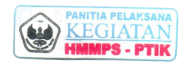 PANITIA PELAKSANA
KEGIATAN
HMMPS - PTIK